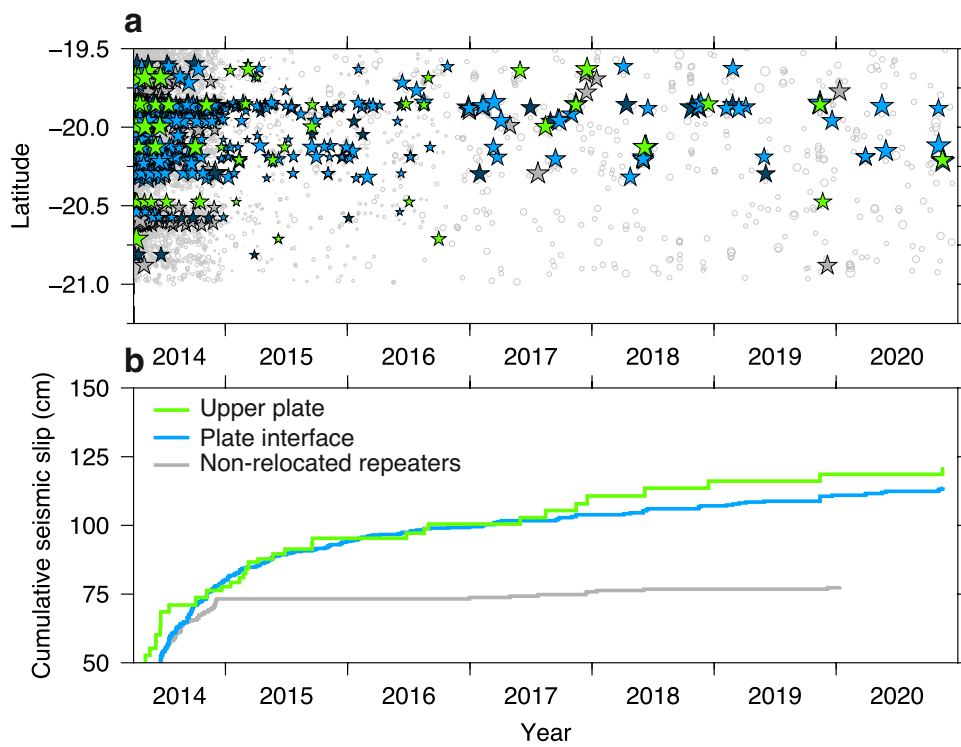 a
−19.5
−20.0
−20.5
−21.0
Latitude
2014 2015 2016 2017 2018 2019 2020
b
150
125
100
75
50
Cumulative seismic slip (cm)
Upper plate
Plate interface
Non-relocated repeaters
2014 2015 2016 2017 2018 2019 2020
Year